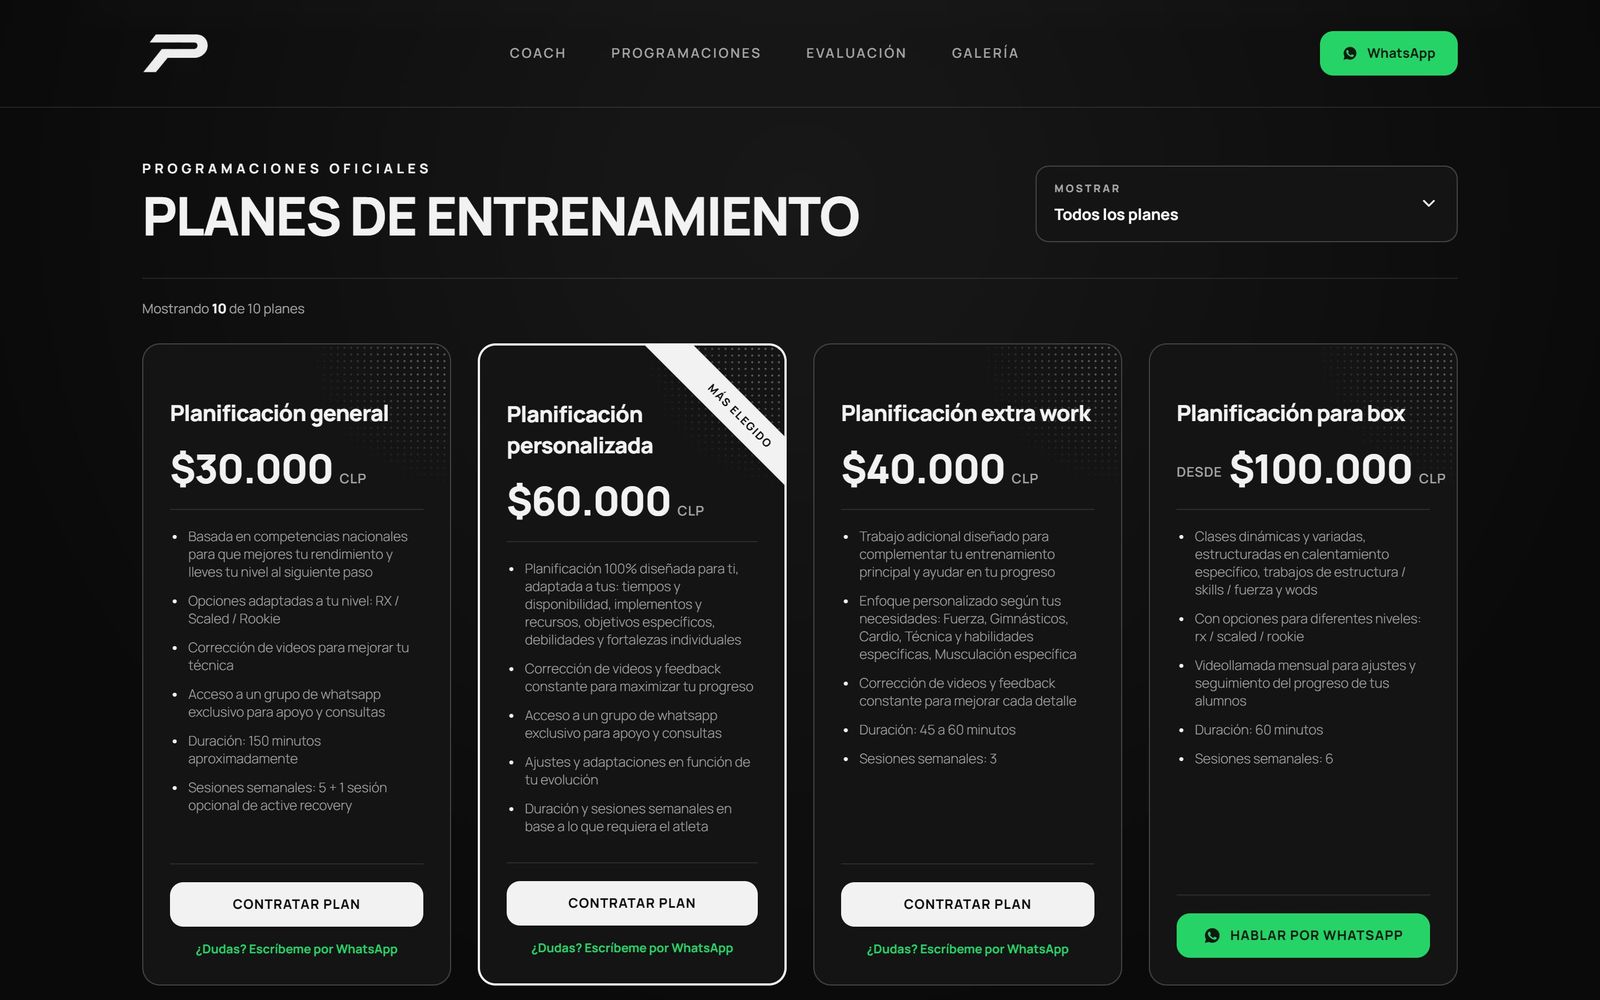 COACH
PROGRAMACIONES
EVALUACIÓN
GALERÍA
WhatsApp
PROGRAMACIONES OFICIALES
PLANES DE ENTRENAMIENTO
MOSTRAR
Todos los planes
Mostrando 10 de 10 planes
Planificación general
$30.000 CLP
• Basada en competencias nacionales
para que mejores tu rendimiento y
lleves tu nivel al siguiente paso
• Opciones adaptadas a tu nivel: RX /
Scaled / Rookie
• Corrección de videos para mejorar tu
técnica
• Acceso a un grupo de whatsapp
exclusivo para apoyo y consultas
• Duración: 150 minutos
aproximadamente
• Sesiones semanales: 5 + 1 sesión
opcional de active recovery
CONTRATAR PLAN
¿Dudas? Escríbeme por WhatsApp
MÁS ELEGIDO
Planificación
personalizada
$60.000 CLP
• Planificación 100% diseñada para ti,
adaptada a tus: tiempos y
disponibilidad, implementos y
recursos, objetivos específicos,
debilidades y fortalezas individuales
• Corrección de videos y feedback
constante para maximizar tu progreso
• Acceso a un grupo de whatsapp
exclusivo para apoyo y consultas
• Ajustes y adaptaciones en función de
tu evolución
• Duración y sesiones semanales en
base a lo que requiera el atleta
CONTRATAR PLAN
¿Dudas? Escríbeme por WhatsApp
Planificación extra work
$40.000 CLP
• Trabajo adicional diseñado para
complementar tu entrenamiento
principal y ayudar en tu progreso
• Enfoque personalizado según tus
necesidades: Fuerza, Gimnásticos,
Cardio, Técnica y habilidades
específicas, Musculación específica
• Corrección de videos y feedback
constante para mejorar cada detalle
• Duración: 45 a 60 minutos
• Sesiones semanales: 3
CONTRATAR PLAN
¿Dudas? Escríbeme por WhatsApp
Planificación para box
DESDE $100.000 CLP
• Clases dinámicas y variadas,
estructuradas en calentamiento
específico, trabajos de estructura /
skills / fuerza y wods
• Con opciones para diferentes niveles:
rx / scaled / rookie
• Videollamada mensual para ajustes y
seguimiento del progreso de tus
alumnos
• Duración: 60 minutos
• Sesiones semanales: 6
HABLAR POR WHATSAPP